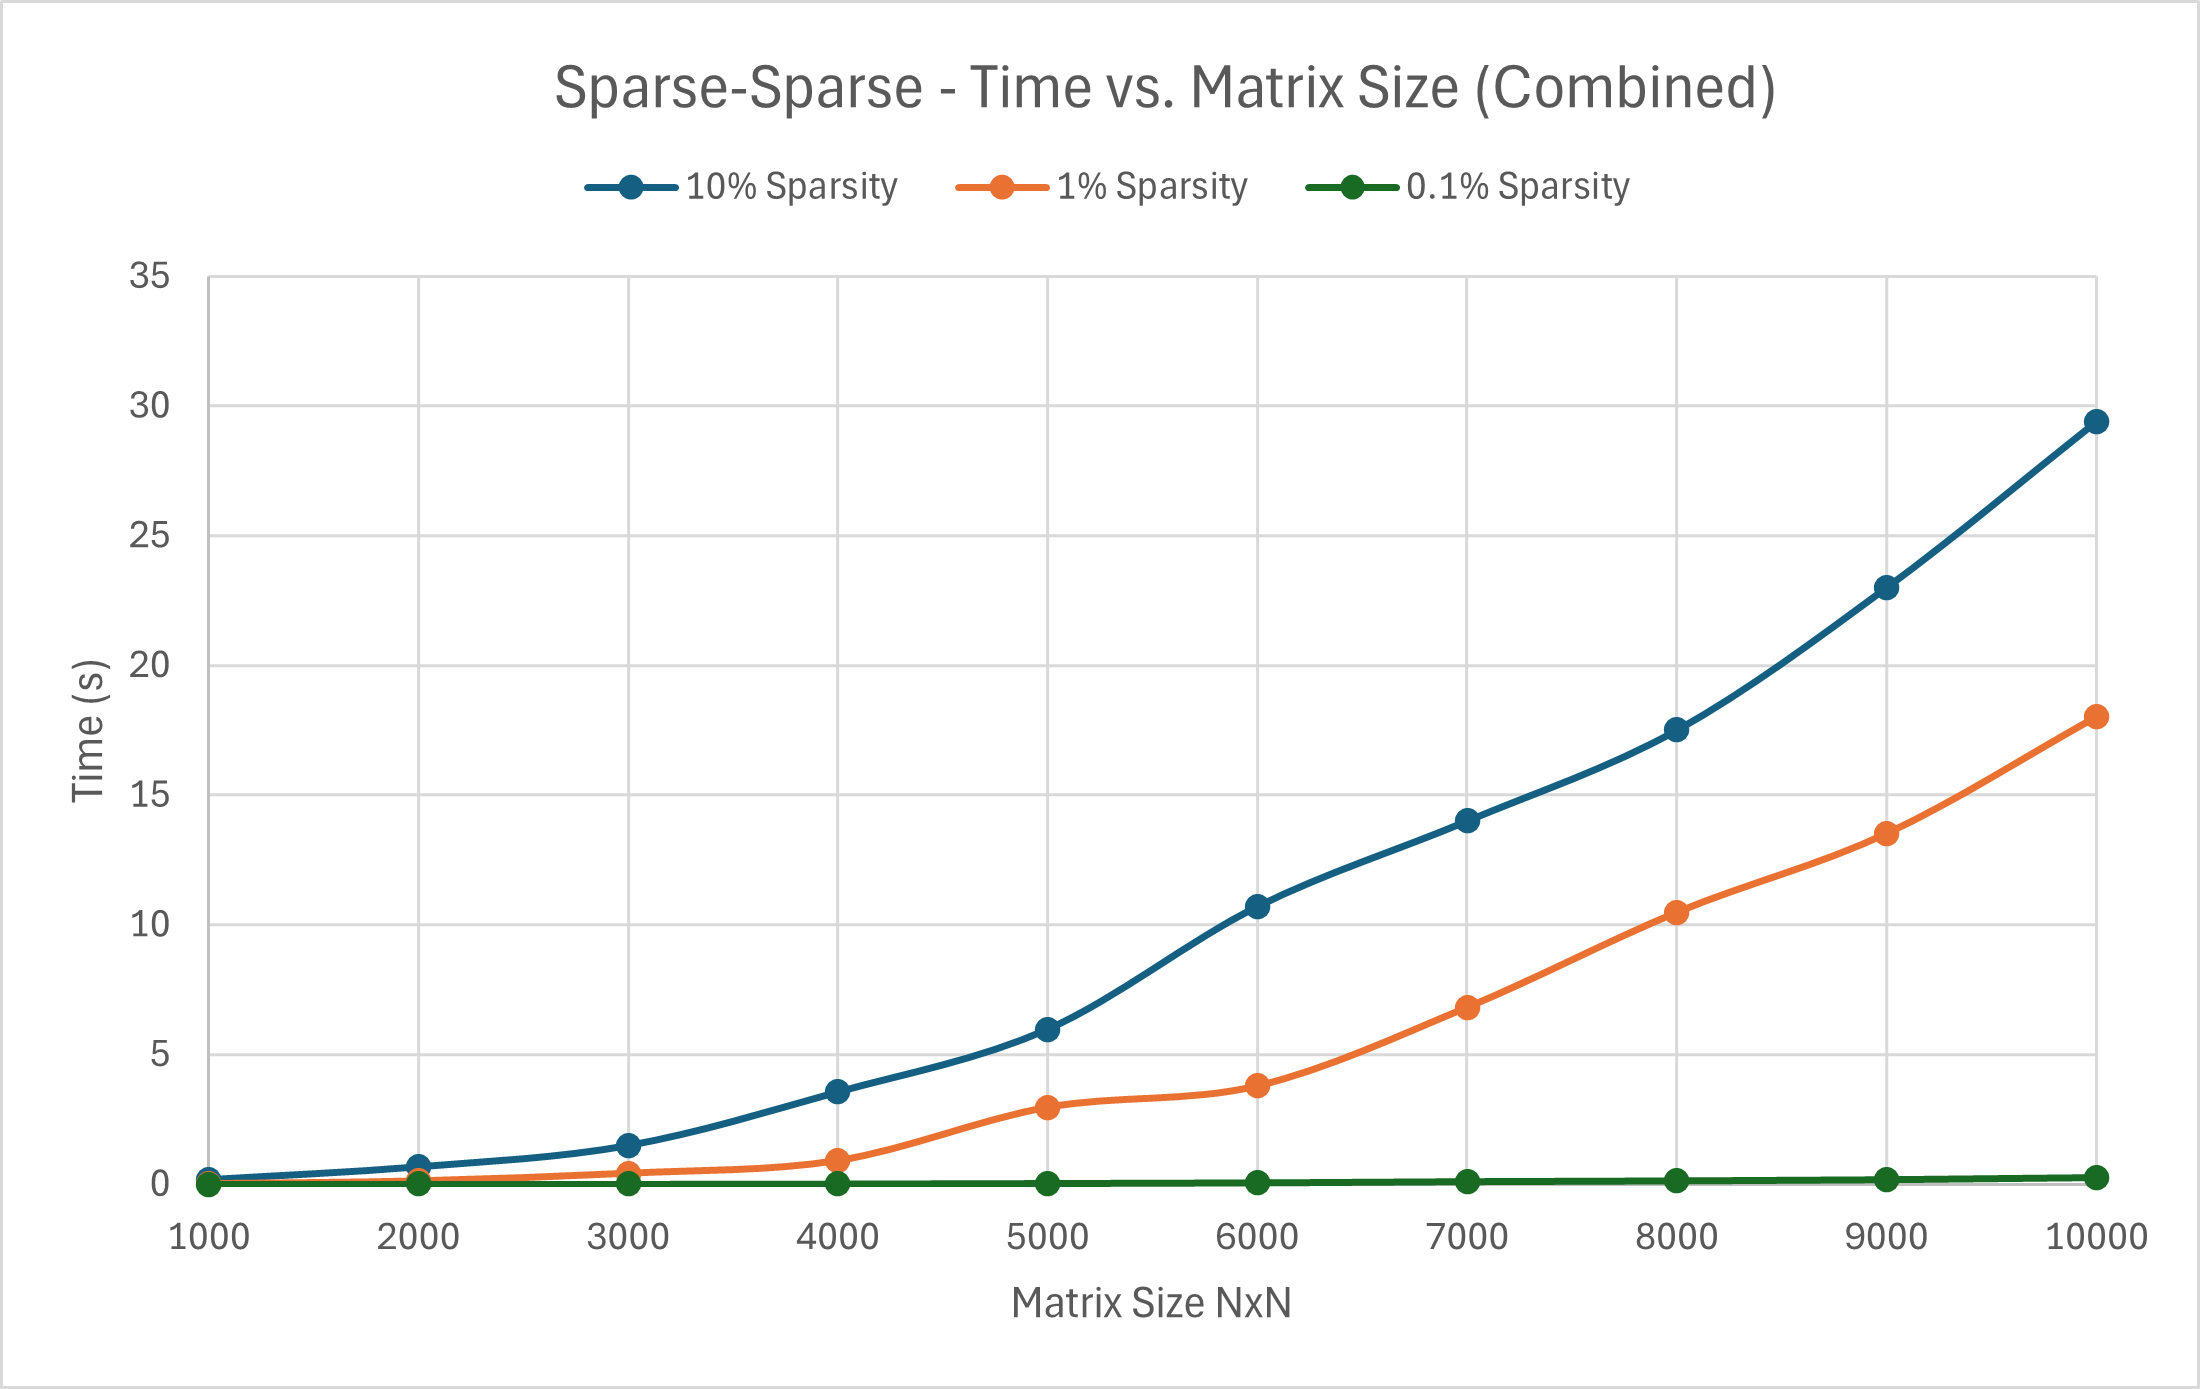 Sparse-Sparse - Time vs. Matrix Size (Combined)
10% Sparsity 1% Sparsity 0.1% Sparsity
35
30
25
20
15
10
5
0
Time (s)
1000 2000 3000 4000 5000 6000 7000 8000 9000 10000
Matrix Size NxN